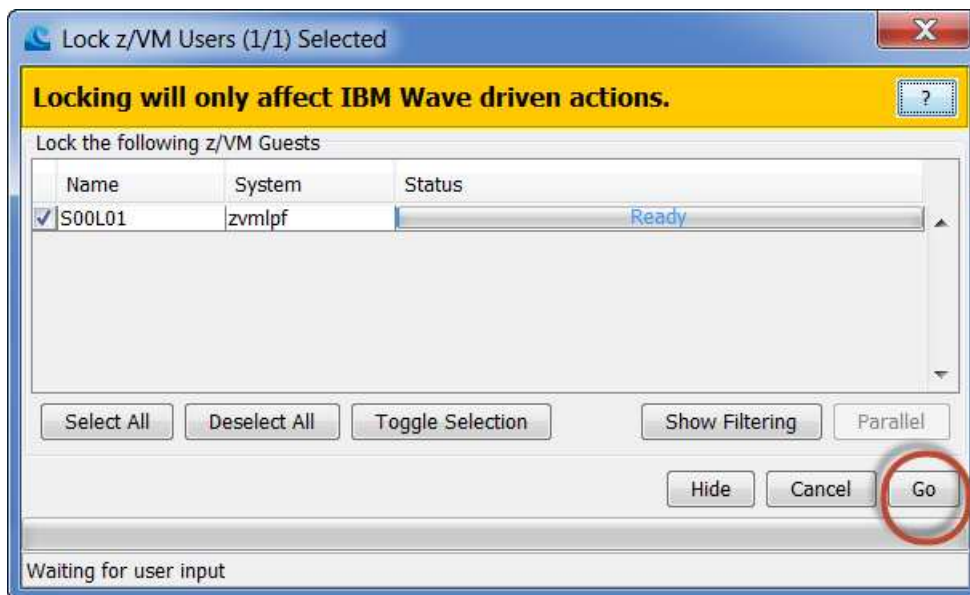 Lock z/VM Users (1/1) Selected
X
Locking will only affect IBM Wave driven actions.
?
Lock the following z/VM Guests
Name System Status
S00L01 zvmlpf Ready
Select All Deselect All Toggle Selection Show Filtering Parallel
Hide Cancel Go
Waiting for user input